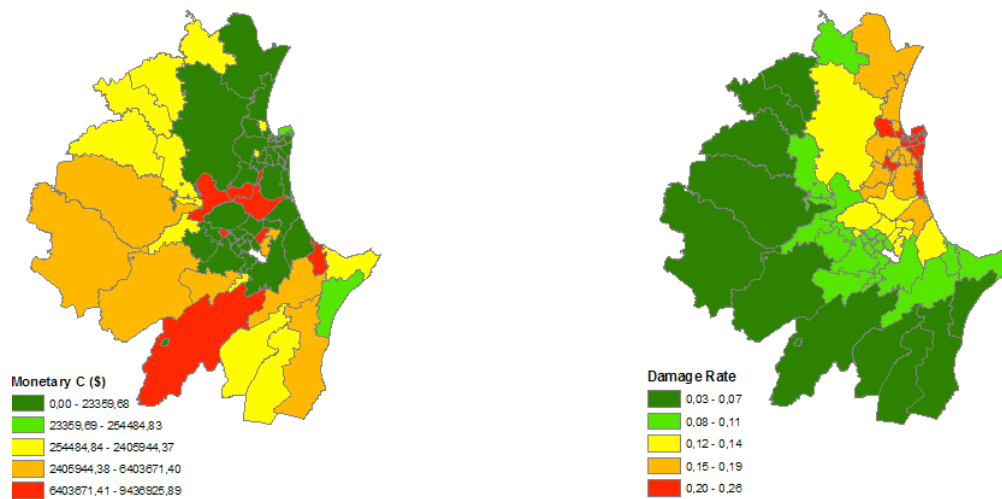 Monetary C ($)
0,00 - 23359,68
23359,69 - 254484,83
254484,84 - 2405944,37
2405944,38 - 6403671,40
6403671,41 - 9436925,89
Damage Rate
0,03 - 0,07
0,08 - 0,11
0,12 - 0,14
0,15 - 0,19
0,20 - 0,26